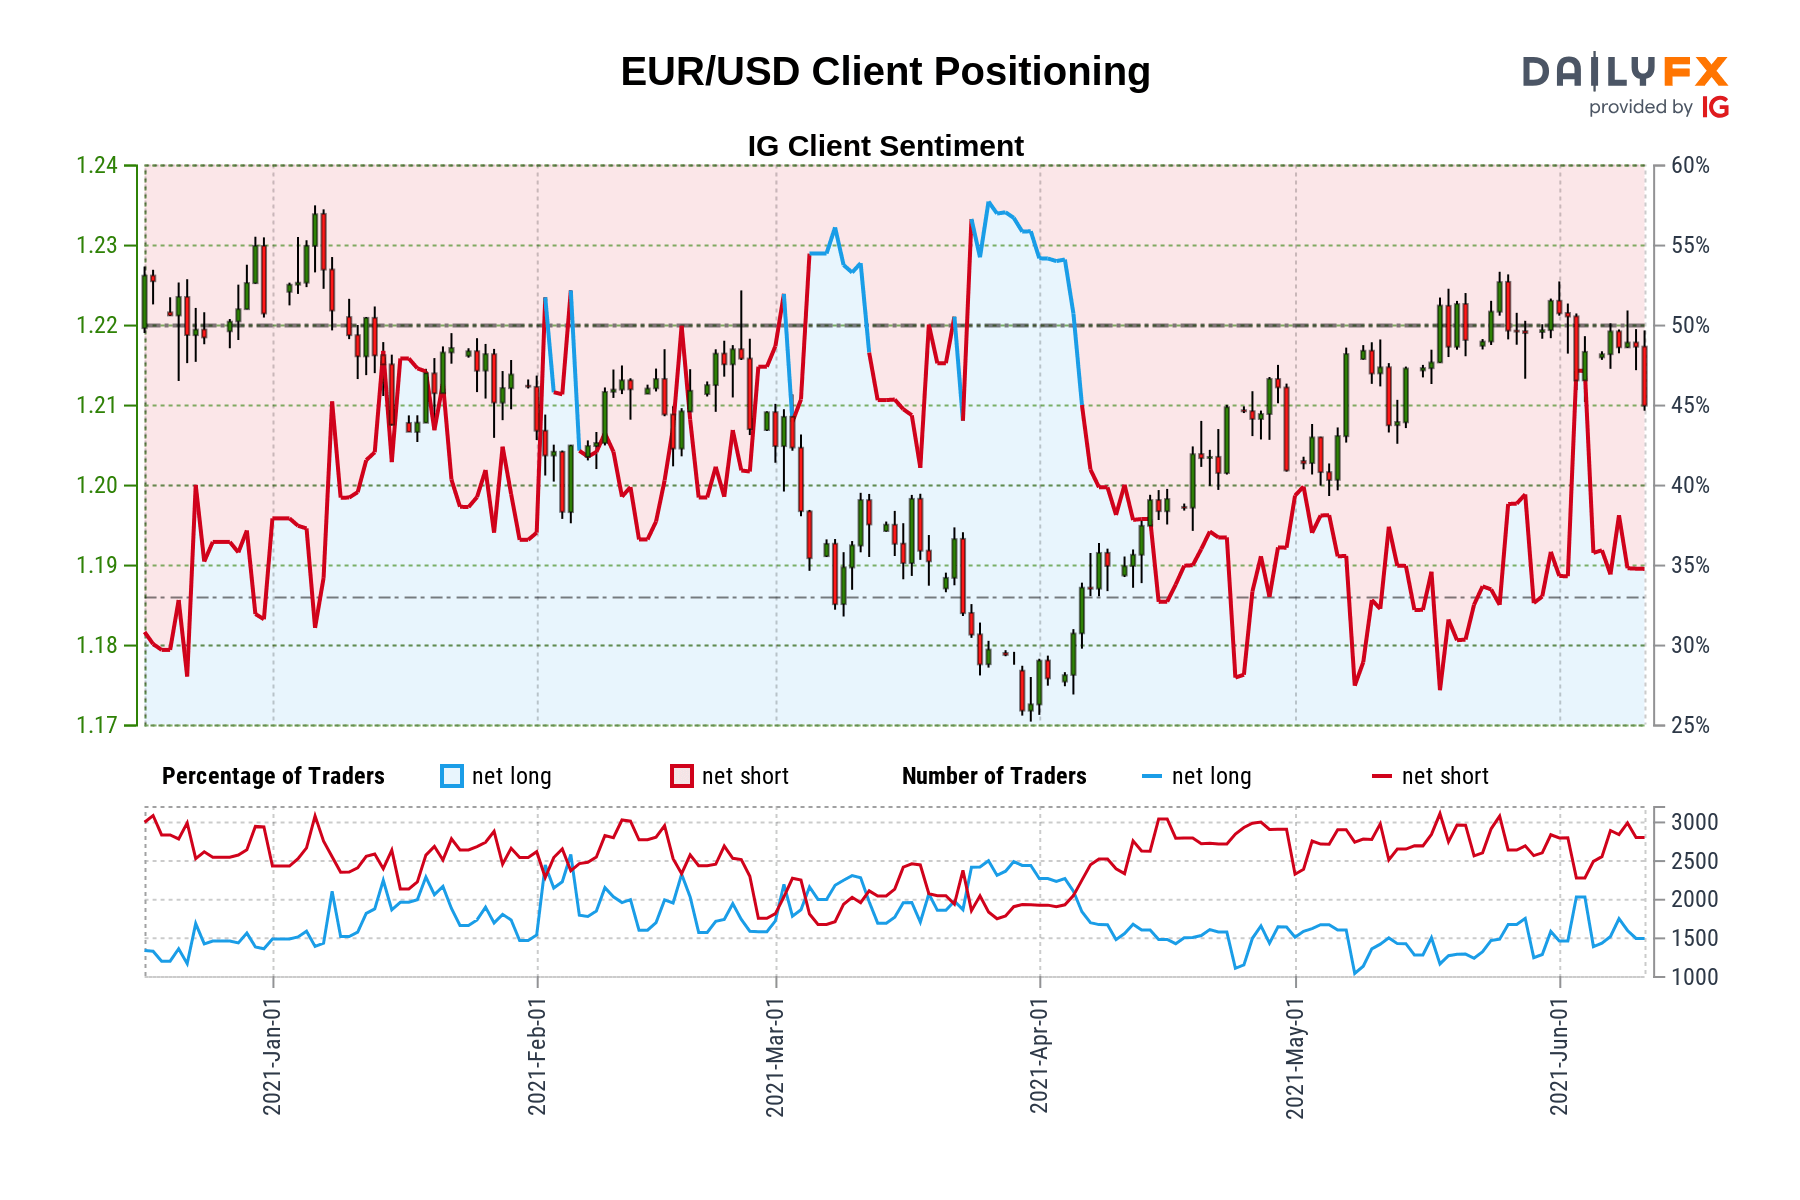 EUR/USD Client Positioning
DAILYFX
provided by IG
IG Client Sentiment
1.24
1.23
1.22
1.21
1.20
1.19
1.18
1.17
60%
55%
50%
45%
40%
35%
30%
25%
Percentage of Traders net long net short Number of Traders net long net short
3000
2500
2000
1500
1000
2021-Jan-01
2021-Feb-01
2021-Mar-01
2021-Apr-01
2021-May-01
2021-Jun-01